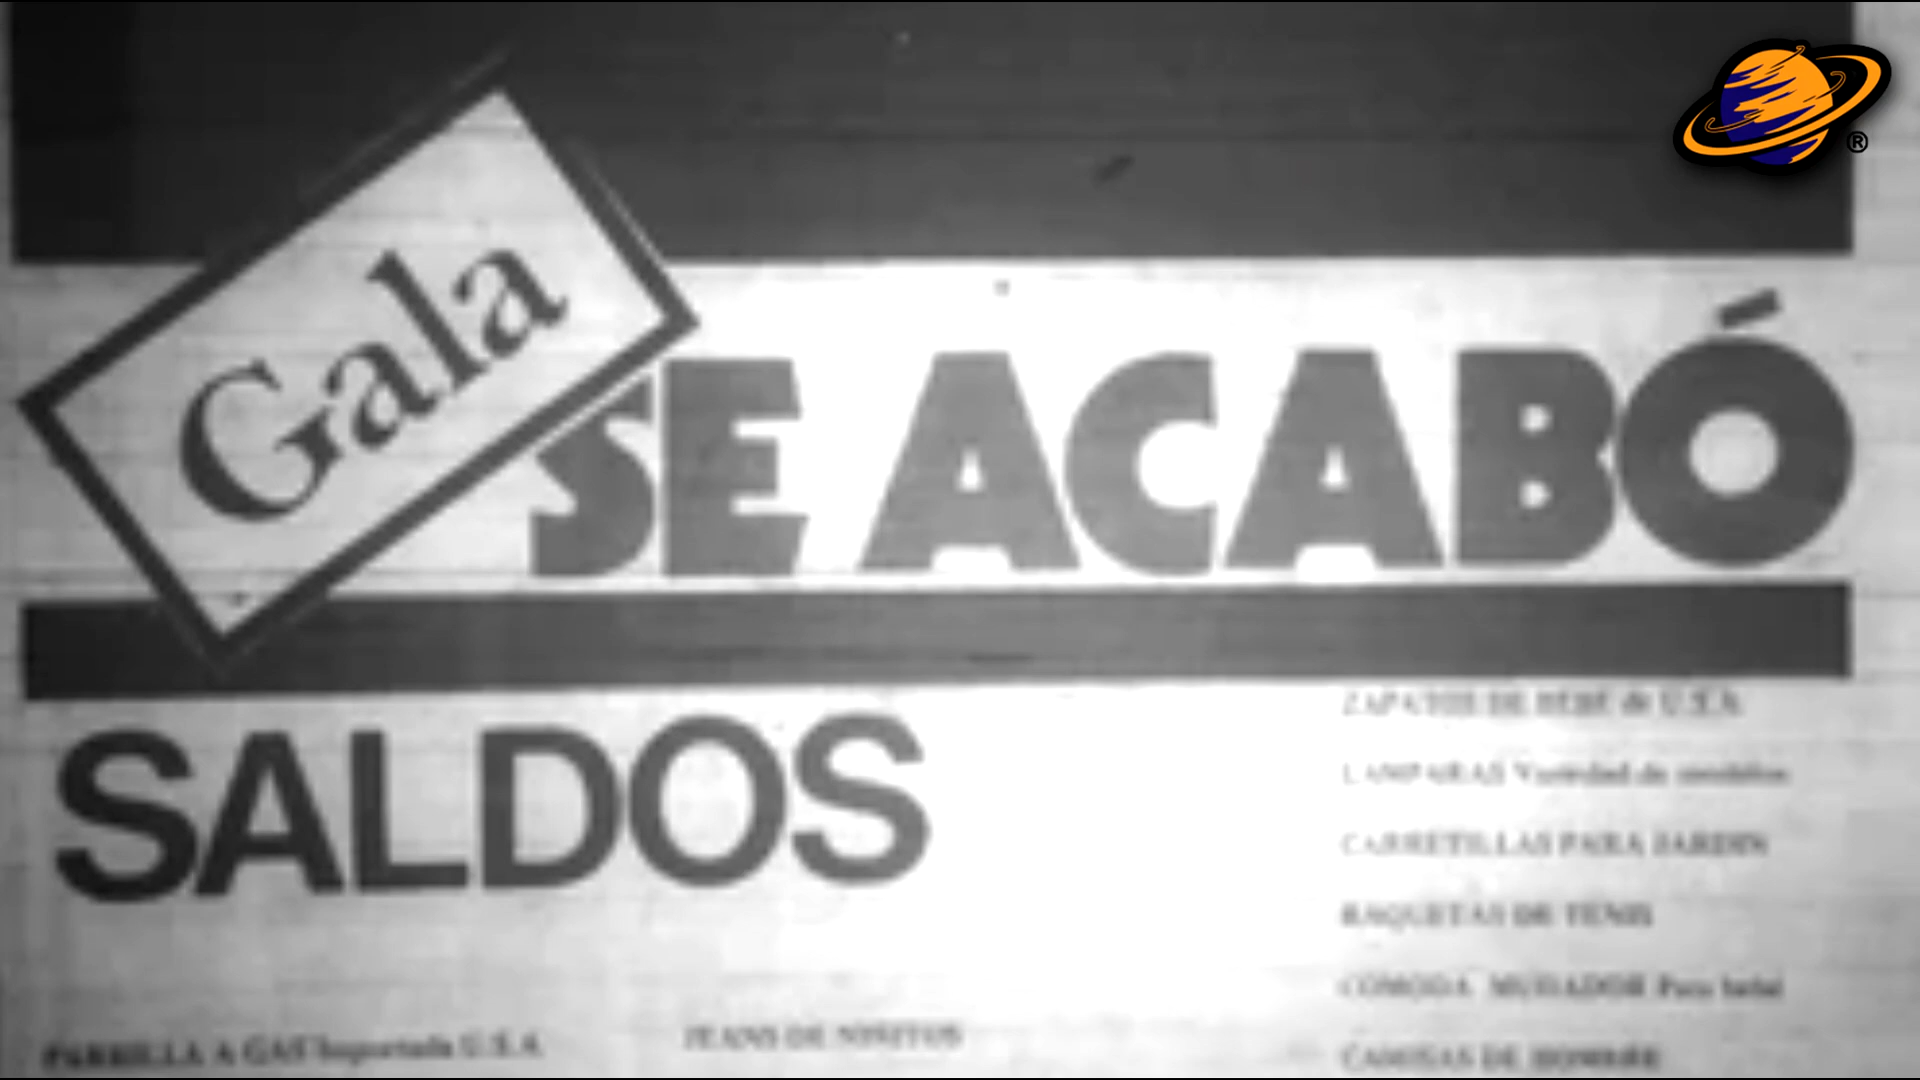 Gala
SE ACABÓ
SALDOS
ZAPATOS DE BEBE de U.S.A.
LAMPARAS Variedad de modelos
CARRETILLAS PARA JARDIN
RAQUETAS DE TENIS
COMODA MUDADOR Para bebé
CAMISAS DE HOMBRE
JEANS DE NIÑITOS
PARRILLA A GAS Importada U.S.A.
®